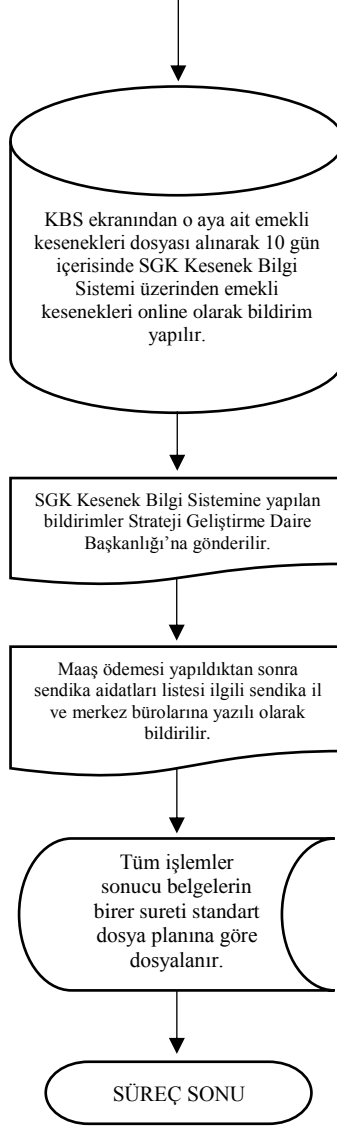 KBS ekranından o aya ait emekli
kesenekleri dosyası alınarak 10 gün
içerisinde SGK Kesenek Bilgi
Sistemi üzerinden emekli
kesenekleri online olarak bildirim
yapılır.
SGK Kesenek Bilgi Sistemine yapılan
bildirimler Strateji Geliştirme Daire
Başkanlığı’na gönderilir.
Maaş ödemesi yapıldıktan sonra
sendika aidatları listesi ilgili sendika il
ve merkez bürolarına yazılı olarak
bildirilir.
Tüm işlemler
sonucu belgelerin
birer sureti standart
dosya planına göre
dosyalanır.
SÜREÇ SONU